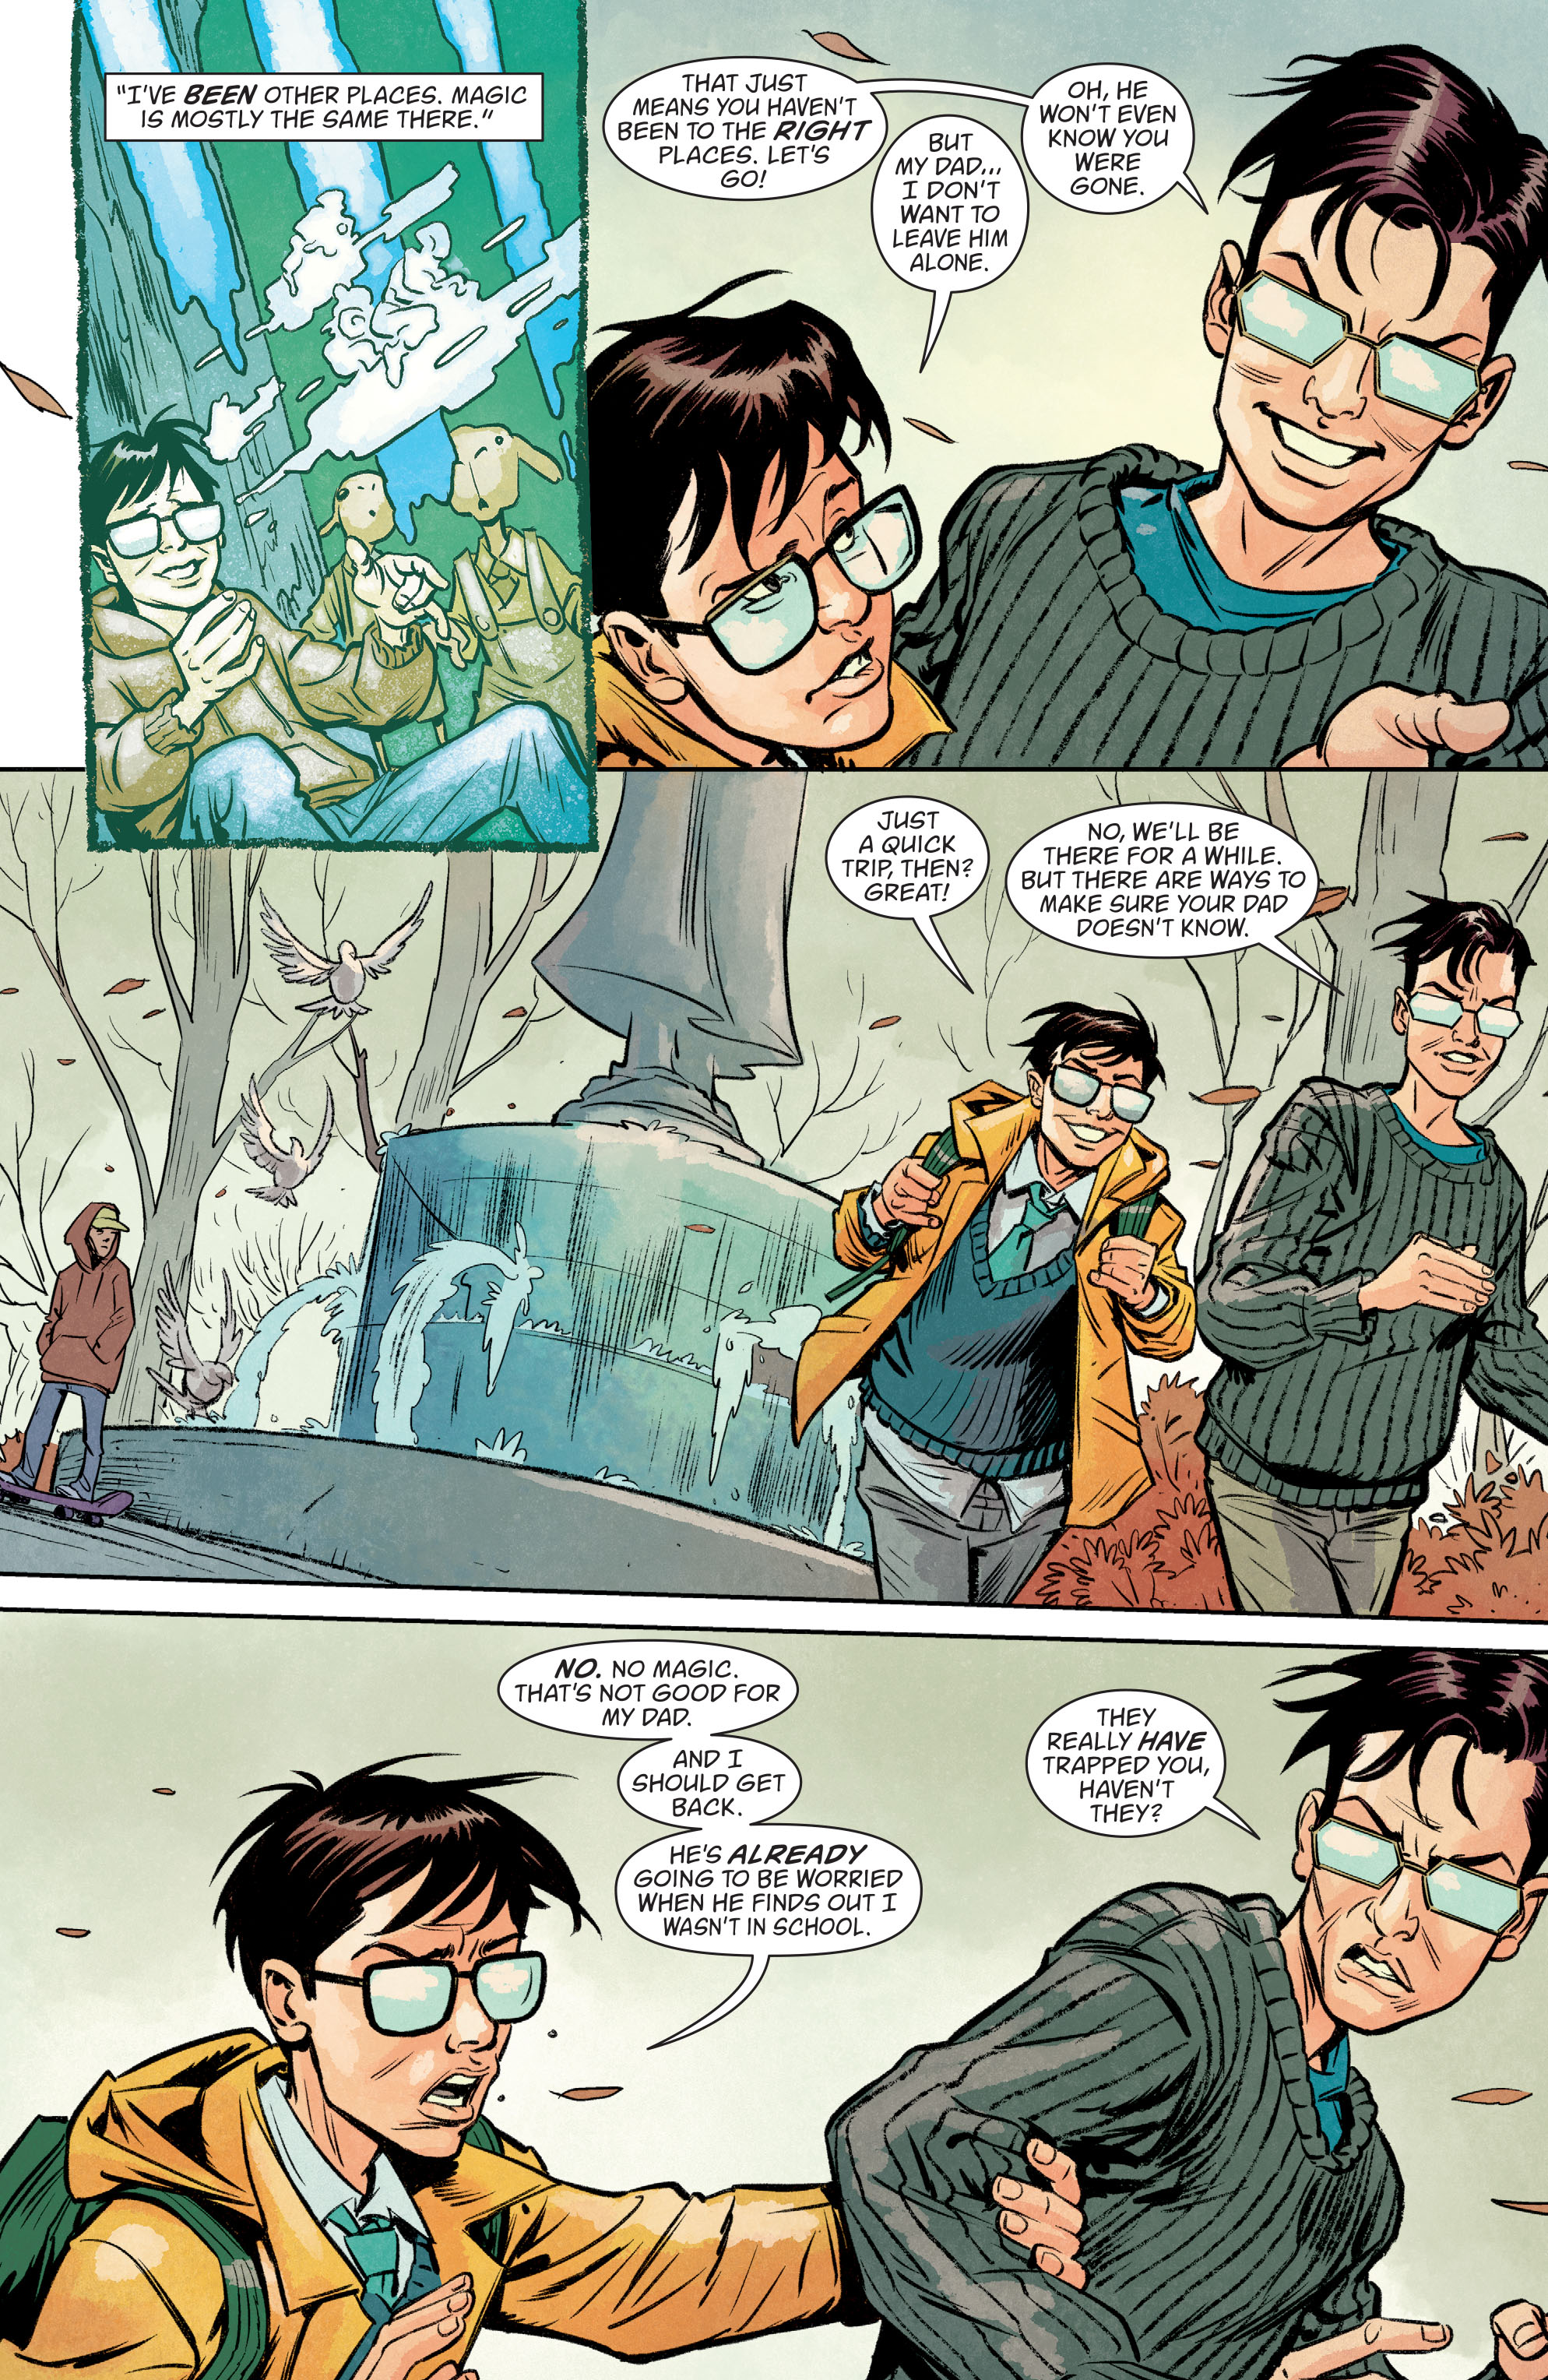 "I'VE BEEN OTHER PLACES. MAGIC
IS MOSTLY THE SAME THERE."
THAT JUST
MEANS YOU HAVEN'T
BEEN TO THE RIGHT
PLACES. LET'S
GO!
BUT
MY DAD...
I DON'T
WANT TO
LEAVE HIM
ALONE.
OH, HE
WON'T EVEN
KNOW YOU
WERE
GONE.
JUST
A QUICK
TRIP, THEN?
GREAT!
NO, WE'LL BE
THERE FOR A WHILE.
BUT THERE ARE WAYS TO
MAKE SURE YOUR DAD
DOESN'T KNOW.
NO. NO MAGIC.
THAT'S NOT GOOD FOR
MY DAD.
AND I
SHOULD GET
BACK.
HE'S ALREADY
GOING TO BE WORRIED
WHEN HE FINDS OUT I
WASN'T IN SCHOOL.
THEY
REALLY HAVE
TRAPPED YOU,
HAVEN'T
THEY?